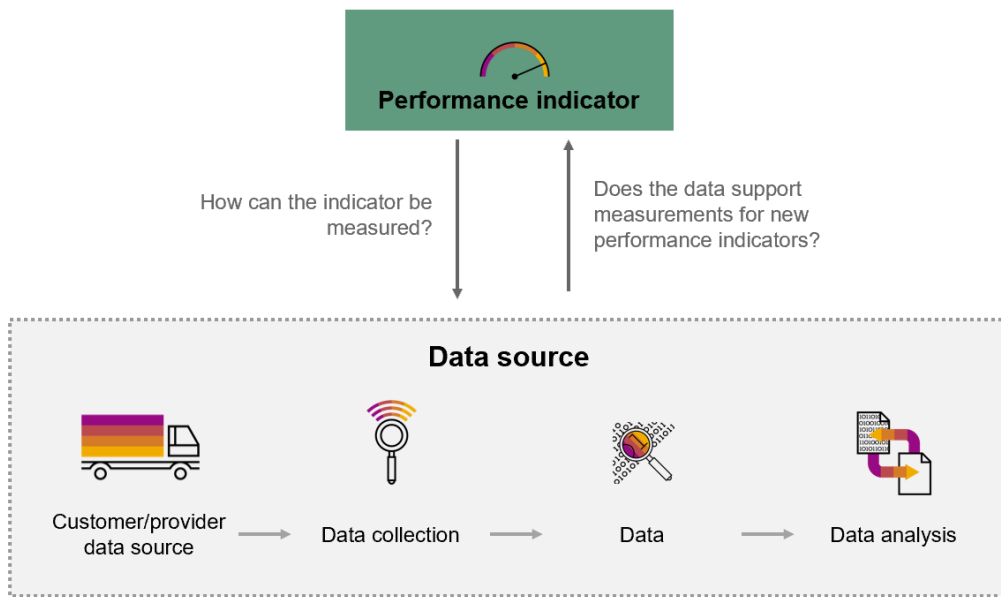 Performance indicator
How can the indicator be
measured?
Does the data support
measurements for new
performance indicators?
Data source
Customer/provider
data source
Data collection
Data
Data analysis